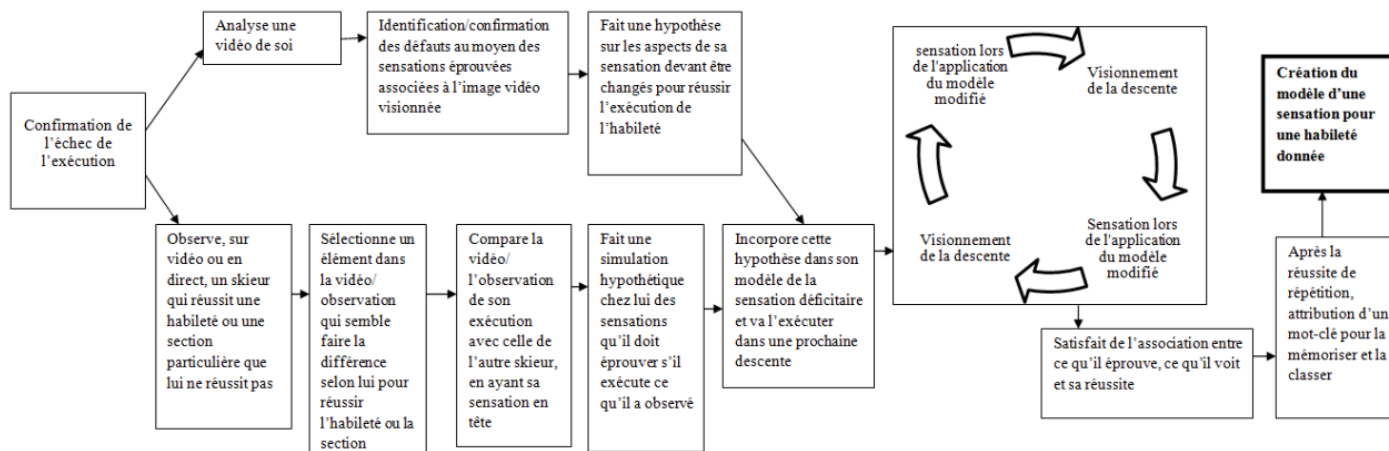 Confirmation de
l'échec de
l'exécution
Analyse une
vidéo de soi
Identification/confirmation
des défauts au moyen des
sensations éprouvées
associées à l'image vidéo
visionnée
Fait une hypothèse
sur les aspects de sa
sensation devant être
changés pour réussir
l'exécution de
l'habileté
Observe, sur
vidéo ou en
direct, un skieur
qui réussit une
habileté ou une
section
particulière que
lui ne réussit pas
Sélectionne un
élément dans
la vidéo/
observation
qui semble
faire la
différence
selon lui pour
réussir
l'habileté ou la
section
Compare la
vidéo/
l'observation
de son
exécution
avec celle de
l'autre skieur,
en ayant sa
sensation en
tête
Fait une
simulation
hypothétique
chez lui des
sensations
qu'il doit
éprouver s'il
exécute ce
qu'il a observé
Incorpore cette
hypothèse dans son
modèle de la
sensation déficitaire
et va l'exécuter
dans une prochaine
descente
sensation lors
de l'application
du modèle
modifié
Visionnement
de la descente
Sensation lors
de l'application
du modèle
modifié
Visionnement
de la descente
Satisfait de l'association entre
ce qu'il éprouve, ce qu'il voit
et sa réussite
Après la
réussite de
répétition,
attribution d'un
mot-clé pour la
mémoriser et la
classer
Création du
modèle d'une
sensation pour
une habileté
donnée